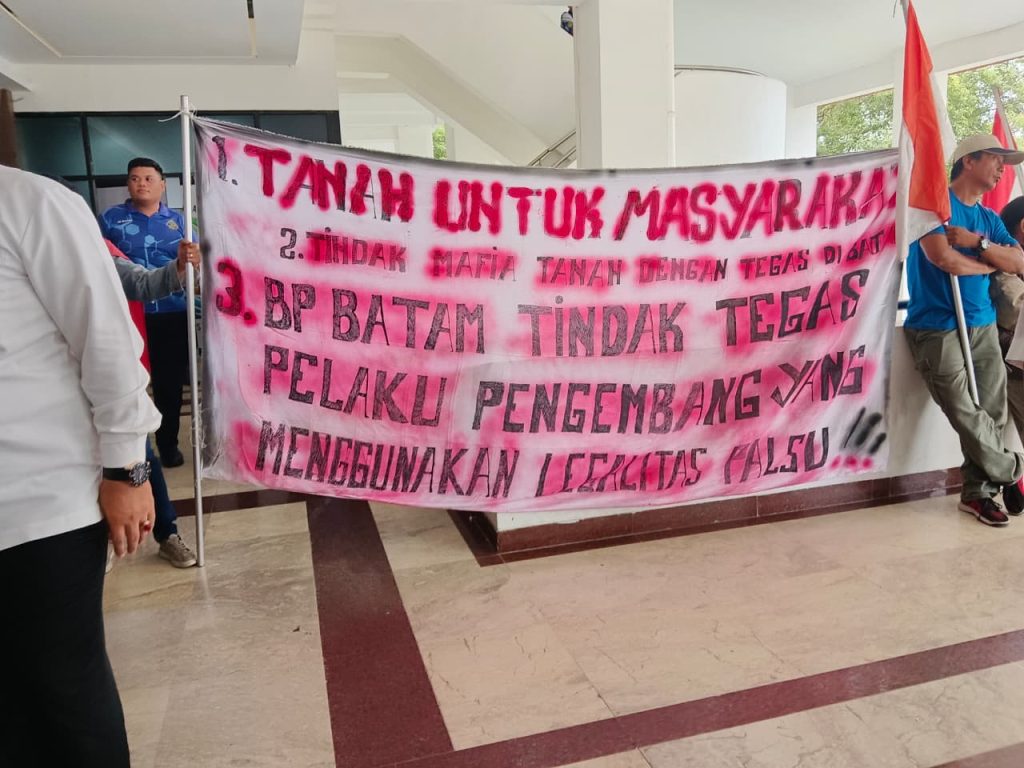 1. TANAH UNTUK MASYARAKA
2. TINDAK MAFIA TANAH DENGAN TEGAS DI
3. BP BATAM TINDAK TEGAS
PELAKU PENGEMBANG YANG
MENGGUNAKAN LEGALITAS PALSU !!!